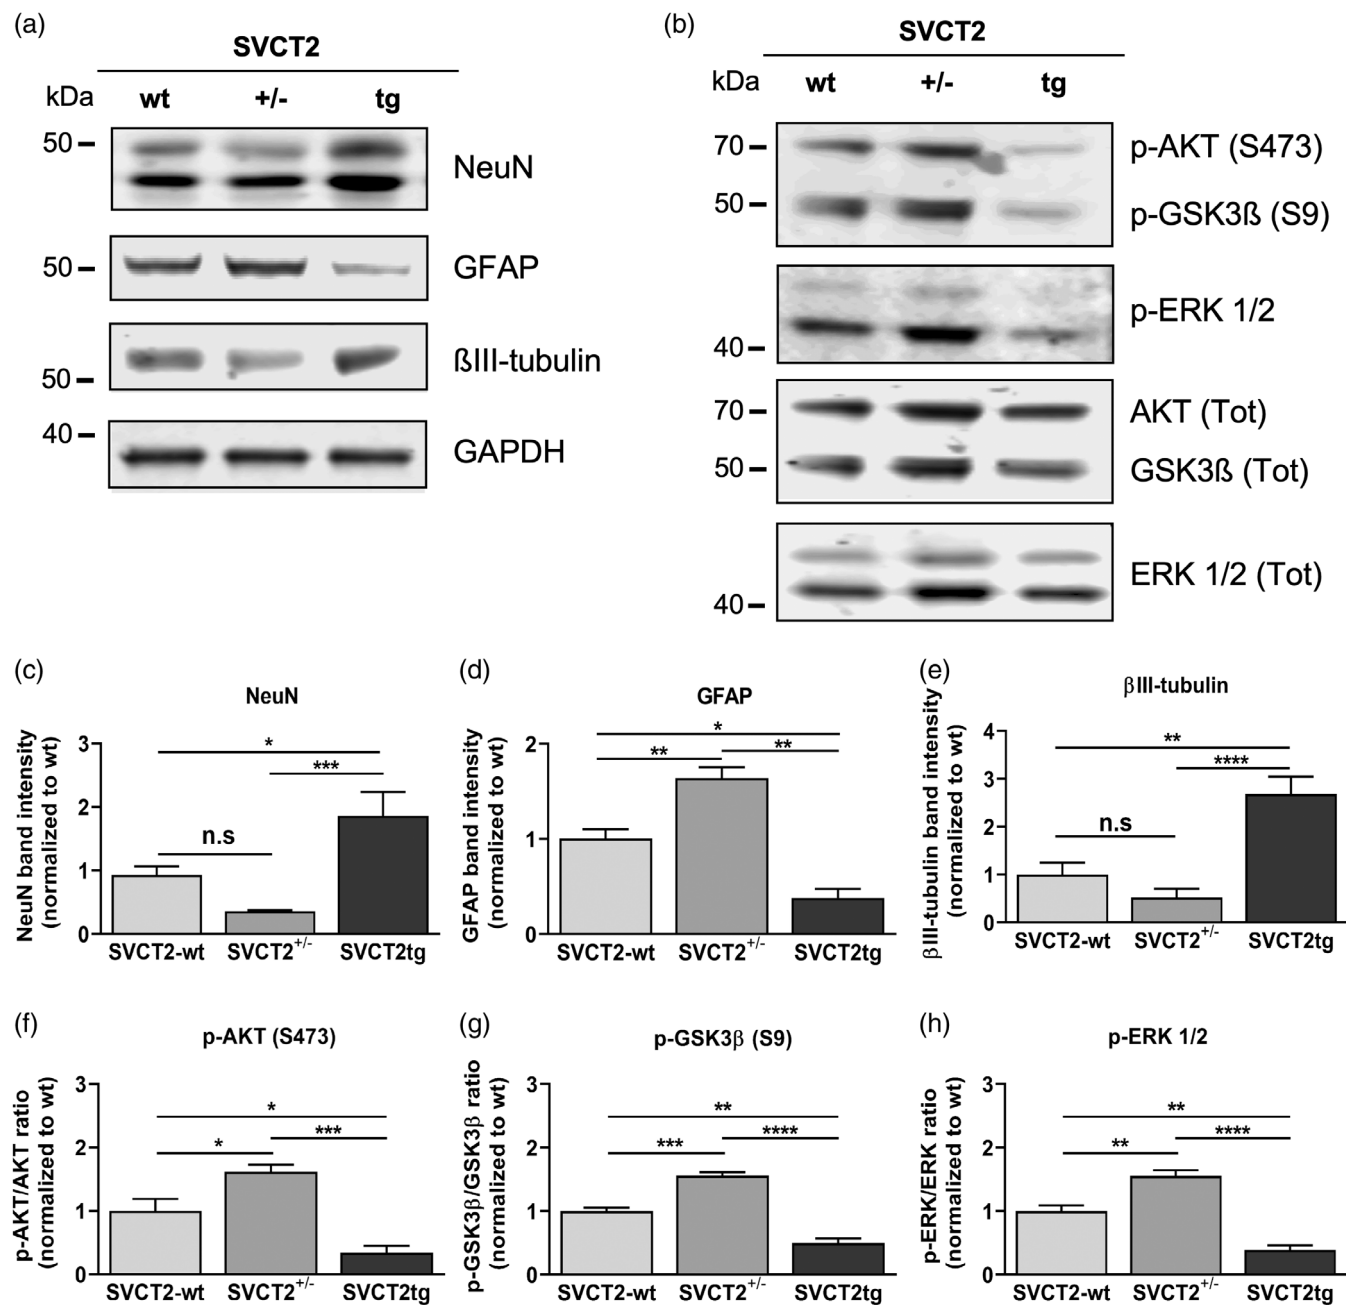 (a)
SVCT2
kDa wt +/- tg
50 NeuN
50 GFAP
50 ßIII-tubulin
40 GAPDH
(b)
SVCT2
kDa wt +/- tg
70 p-AKT (S473)
50 p-GSK3ß (S9)
p-ERK 1/2
40
70 AKT (Tot)
50 GSK3ß (Tot)
ERK 1/2 (Tot)
40
(c)
NeuN
NeuN band intensity
(normalized to wt)
3
*
***
2
n.s
1
0
SVCT2-wt SVCT2+/- SVCT2tg
(d)
GFAP
GFAP band intensity
(normalized to wt)
2
*
** **
1
0
SVCT2-wt SVCT2+/- SVCT2tg
(e)
βIII-tubulin
βIII-tubulin band intensity
(normalized to wt)
4
**
****
3
2
n.s
1
0
SVCT2-wt SVCT2+/- SVCT2tg
(f)
p-AKT (S473)
p-AKT/AKT ratio
(normalized to wt)
3
*
* ***
2
1
0
SVCT2-wt SVCT2+/- SVCT2tg
(g)
p-GSK3β (S9)
p-GSK3β/GSK3β ratio
(normalized to wt)
3
**
*** ****
2
1
0
SVCT2-wt SVCT2+/- SVCT2tg
(h)
p-ERK 1/2
p-ERK/ERK ratio
(normalized to wt)
3
**
** ****
2
1
0
SVCT2-wt SVCT2+/- SVCT2tg